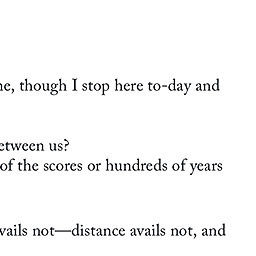 ne, though I stop here to-day and
etween us?
of the scores or hundreds of years
vails not—distance avails not, and